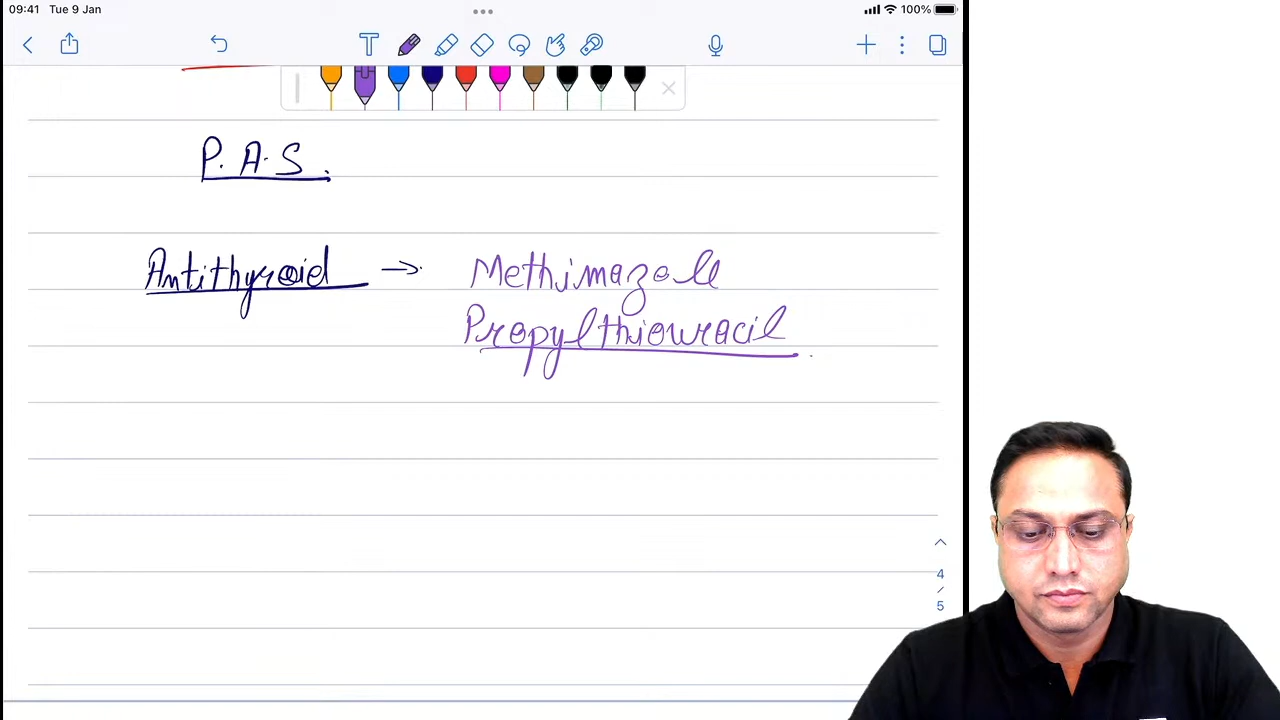 09:41 Tue 9 Jan
100%
T
P.A.S.
Antithyroid → Methimazole
Propylthiouracil
4
/
5